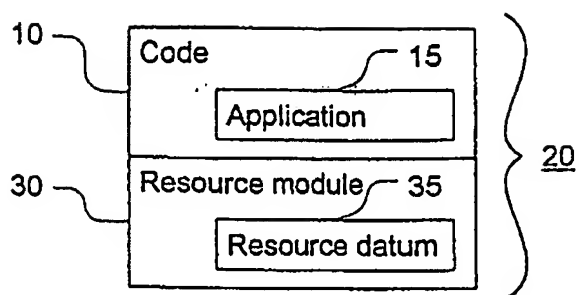 10 Code 15
Application
20
30 Resource module 35
Resource datum